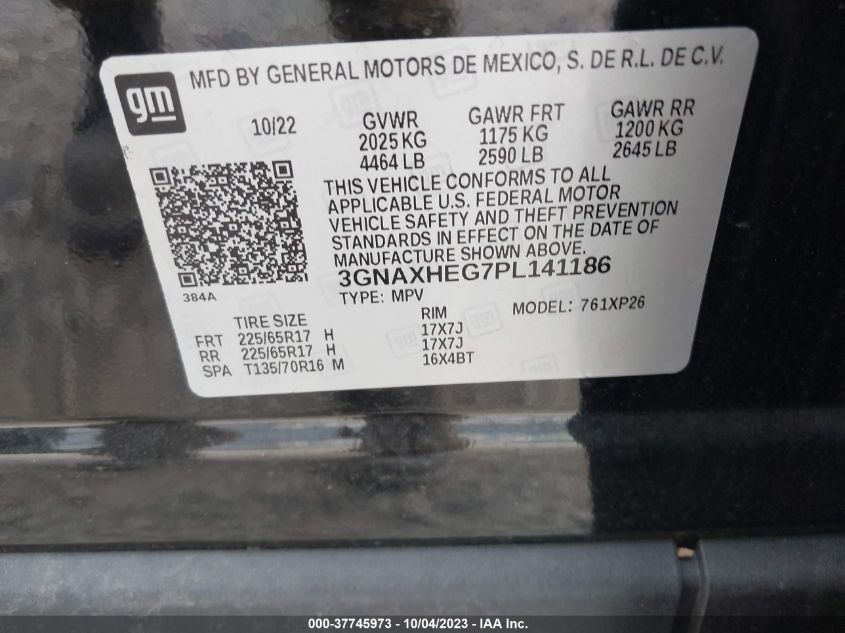 MFD BY GENERAL MOTORS DE MEXICO, S. DE R.L. DE C.V.
gm
10/22 GVWR GAWR FRT GAWR RR
2025 KG 1175 KG 1200 KG
4464 LB 2590 LB 2645 LB
THIS VEHICLE CONFORMS TO ALL
APPLICABLE U.S. FEDERAL MOTOR
VEHICLE SAFETY AND THEFT PREVENTION
STANDARDS IN EFFECT ON THE DATE OF
MANUFACTURE SHOWN ABOVE.
3GNAXHEG7PL141186
384A
TYPE: MPV MODEL: 761XP26
TIRE SIZE RIM
FRT 225/65R17 H 17X7J
RR 225/65R17 H 17X7J
SPA T135/70R16 M 16X4BT
000-37745973 - 10/04/2023 - IAA Inc.